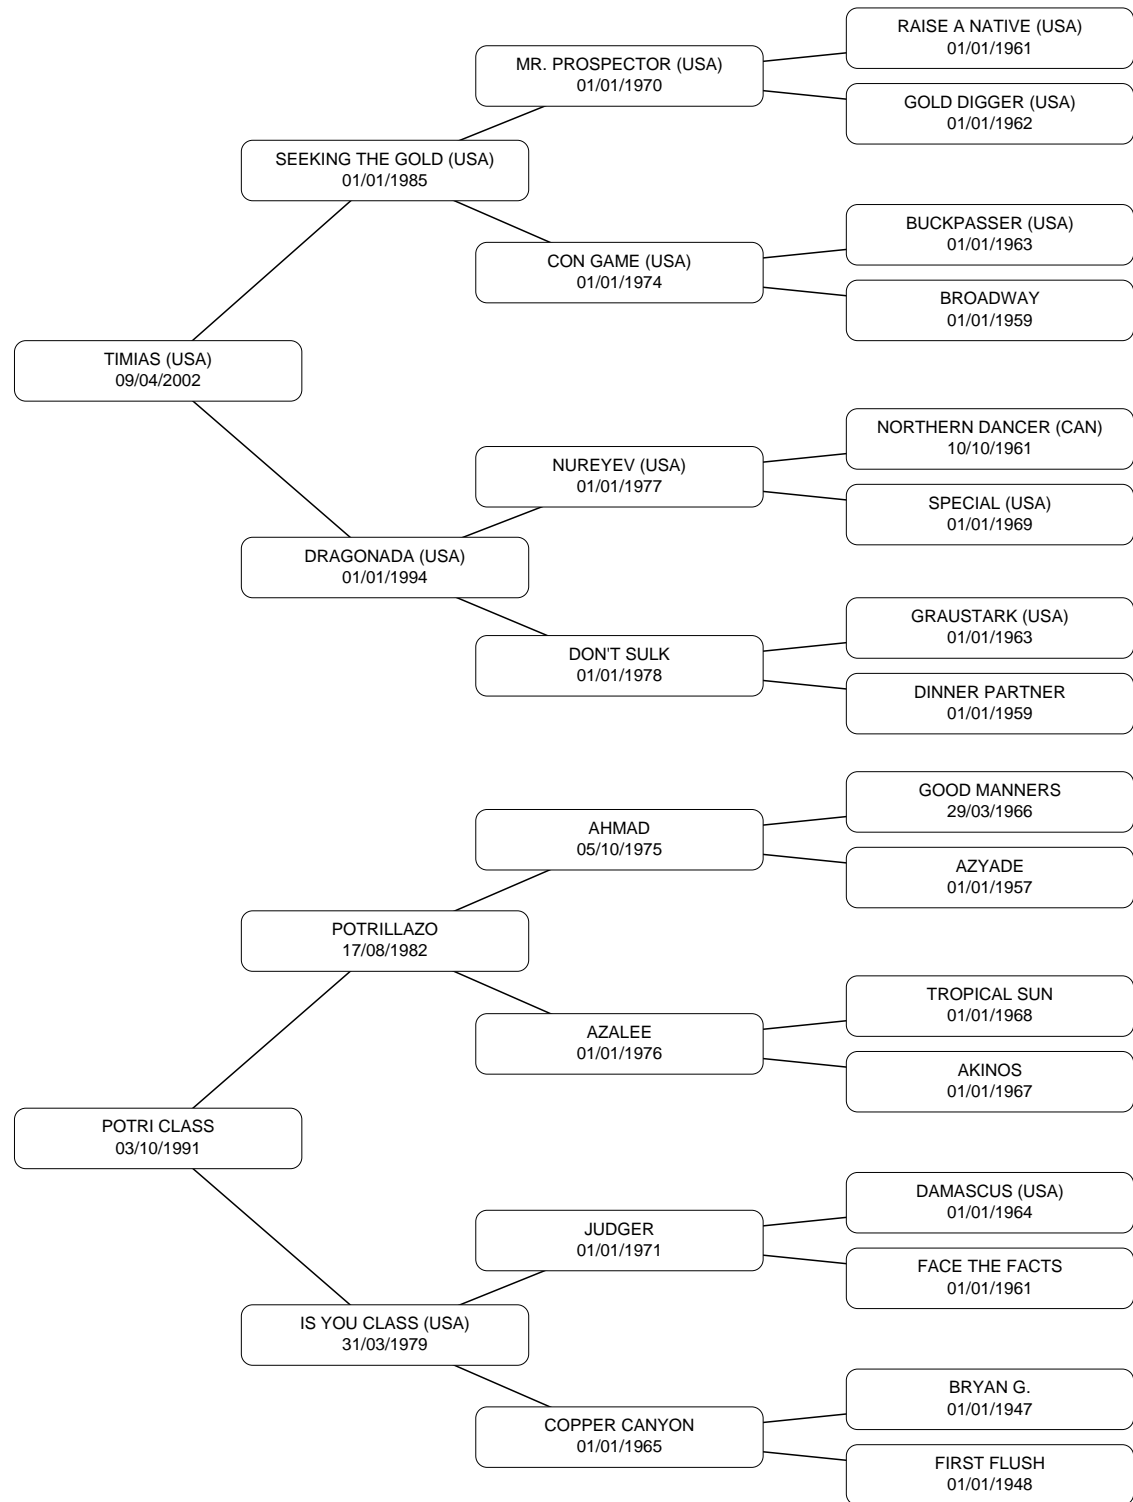 RAISE A NATIVE (USA)
01/01/1961
MR. PROSPECTOR (USA)
01/01/1970
GOLD DIGGER (USA)
01/01/1962
SEEKING THE GOLD (USA)
01/01/1985
BUCKPASSER (USA)
01/01/1963
CON GAME (USA)
01/01/1974
BROADWAY
01/01/1959
TIMIAS (USA)
09/04/2002
NORTHERN DANCER (CAN)
10/10/1961
NUREYEV (USA)
01/01/1977
SPECIAL (USA)
01/01/1969
DRAGONADA (USA)
01/01/1994
GRAUSTARK (USA)
01/01/1963
DON'T SULK
01/01/1978
DINNER PARTNER
01/01/1959
GOOD MANNERS
29/03/1966
AHMAD
05/10/1975
AZYADE
01/01/1957
POTRILLAZO
17/08/1982
TROPICAL SUN
01/01/1968
AZALEE
01/01/1976
AKINOS
01/01/1967
POTRI CLASS
03/10/1991
DAMASCUS (USA)
01/01/1964
JUDGER
01/01/1971
FACE THE FACTS
01/01/1961
IS YOU CLASS (USA)
31/03/1979
BRYAN G.
01/01/1947
COPPER CANYON
01/01/1965
FIRST FLUSH
01/01/1948